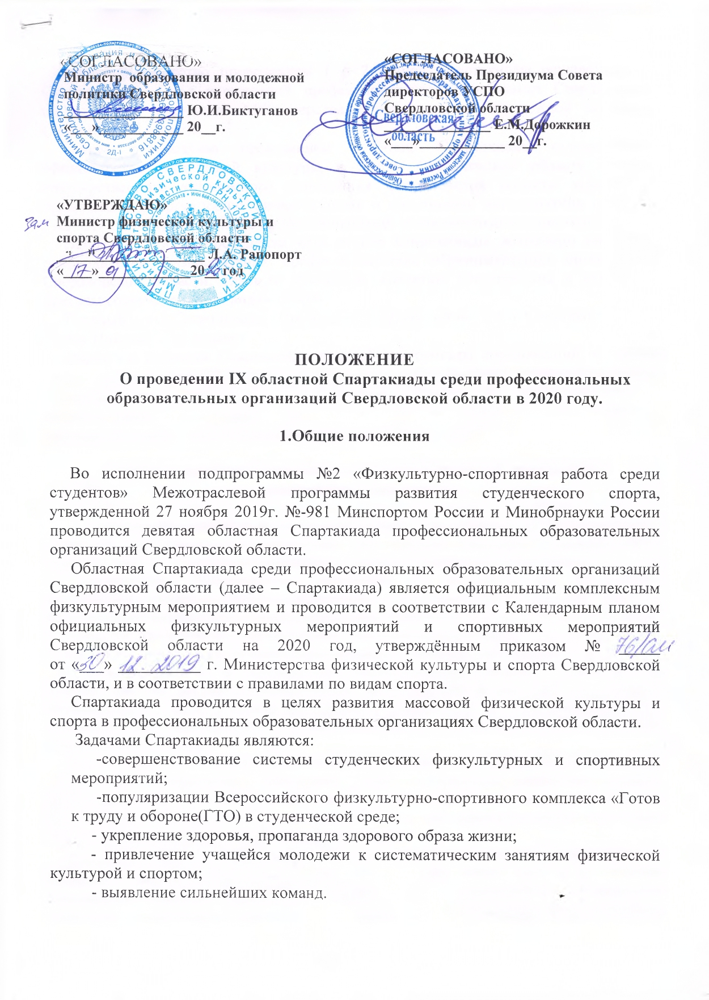 «СОГЛАСОВАНО»
Министр образования и молодежной
политики Свердловской области
________________ Ю.И.Биктуганов
«___»____________ 20__г.
«СОГЛАСОВАНО»
Председатель Президиума Совета
директоров УСПО
Свердловской области
_______________ Е.М.Дорожкин
«___»____________ 20__г.
Свердловская
область
«УТВЕРЖДАЮ»
Зам Министр физической культуры и
спорта Свердловской области
_____________________ Л.А. Рапопорт
«17» 01 2020 год
ПОЛОЖЕНИЕ
О проведении IX областной Спартакиады среди профессиональных
образовательных организаций Свердловской области в 2020 году.
1.Общие положения
Во исполнении подпрограммы №2 «Физкультурно-спортивная работа среди
студентов» Межотраслевой программы развития студенческого спорта,
утвержденной 27 ноября 2019г. №-981 Минспортом России и Минобрнауки России
проводится девятая областная Спартакиада профессиональных образовательных
организаций Свердловской области.
Областная Спартакиада среди профессиональных образовательных организаций
Свердловской области (далее – Спартакиада) является официальным комплексным
физкультурным мероприятием и проводится в соответствии с Календарным планом
официальных физкультурных мероприятий и спортивных мероприятий
Свердловской области на 2020 год, утверждённым приказом № 76/ОМ
от «30» 12. 2019 г. Министерства физической культуры и спорта Свердловской
области, и в соответствии с правилами по видам спорта.
Спартакиада проводится в целях развития массовой физической культуры и
спорта в профессиональных образовательных организациях Свердловской области.
Задачами Спартакиады являются:
-совершенствование системы студенческих физкультурных и спортивных
мероприятий;
-популяризации Всероссийского физкультурно-спортивного комплекса «Готов
к труду и обороне(ГТО) в студенческой среде;
- укрепление здоровья, пропаганда здорового образа жизни;
- привлечение учащейся молодежи к систематическим занятиям физической
культурой и спортом;
- выявление сильнейших команд.